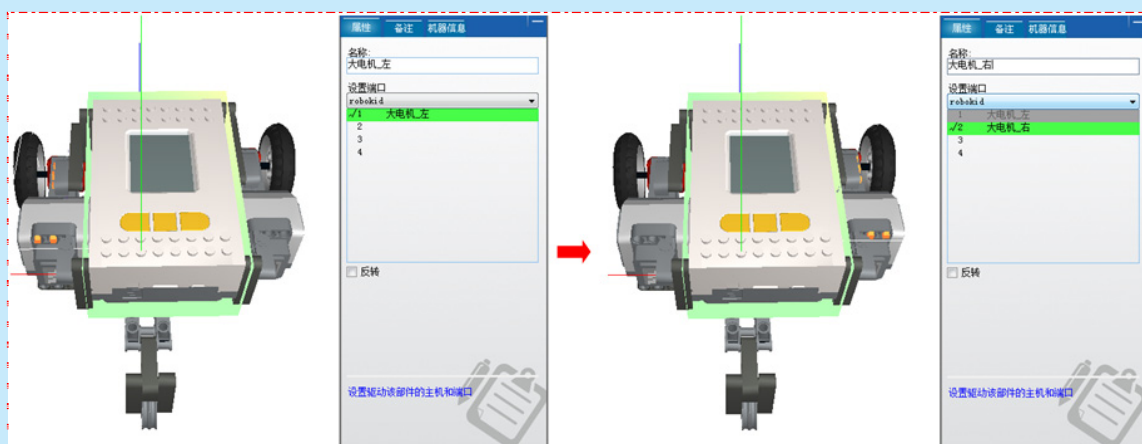 属性 备注 机器信息
名称:
大电机_左
设置端口
robokid
√1 大电机_左
2
3
4
反转
设置驱动该部件的主机和端口
属性 备注 机器信息
名称:
大电机_右
设置端口
robokid
1 大电机_左
√2 大电机_右
3
4
反转
设置驱动该部件的主机和端口